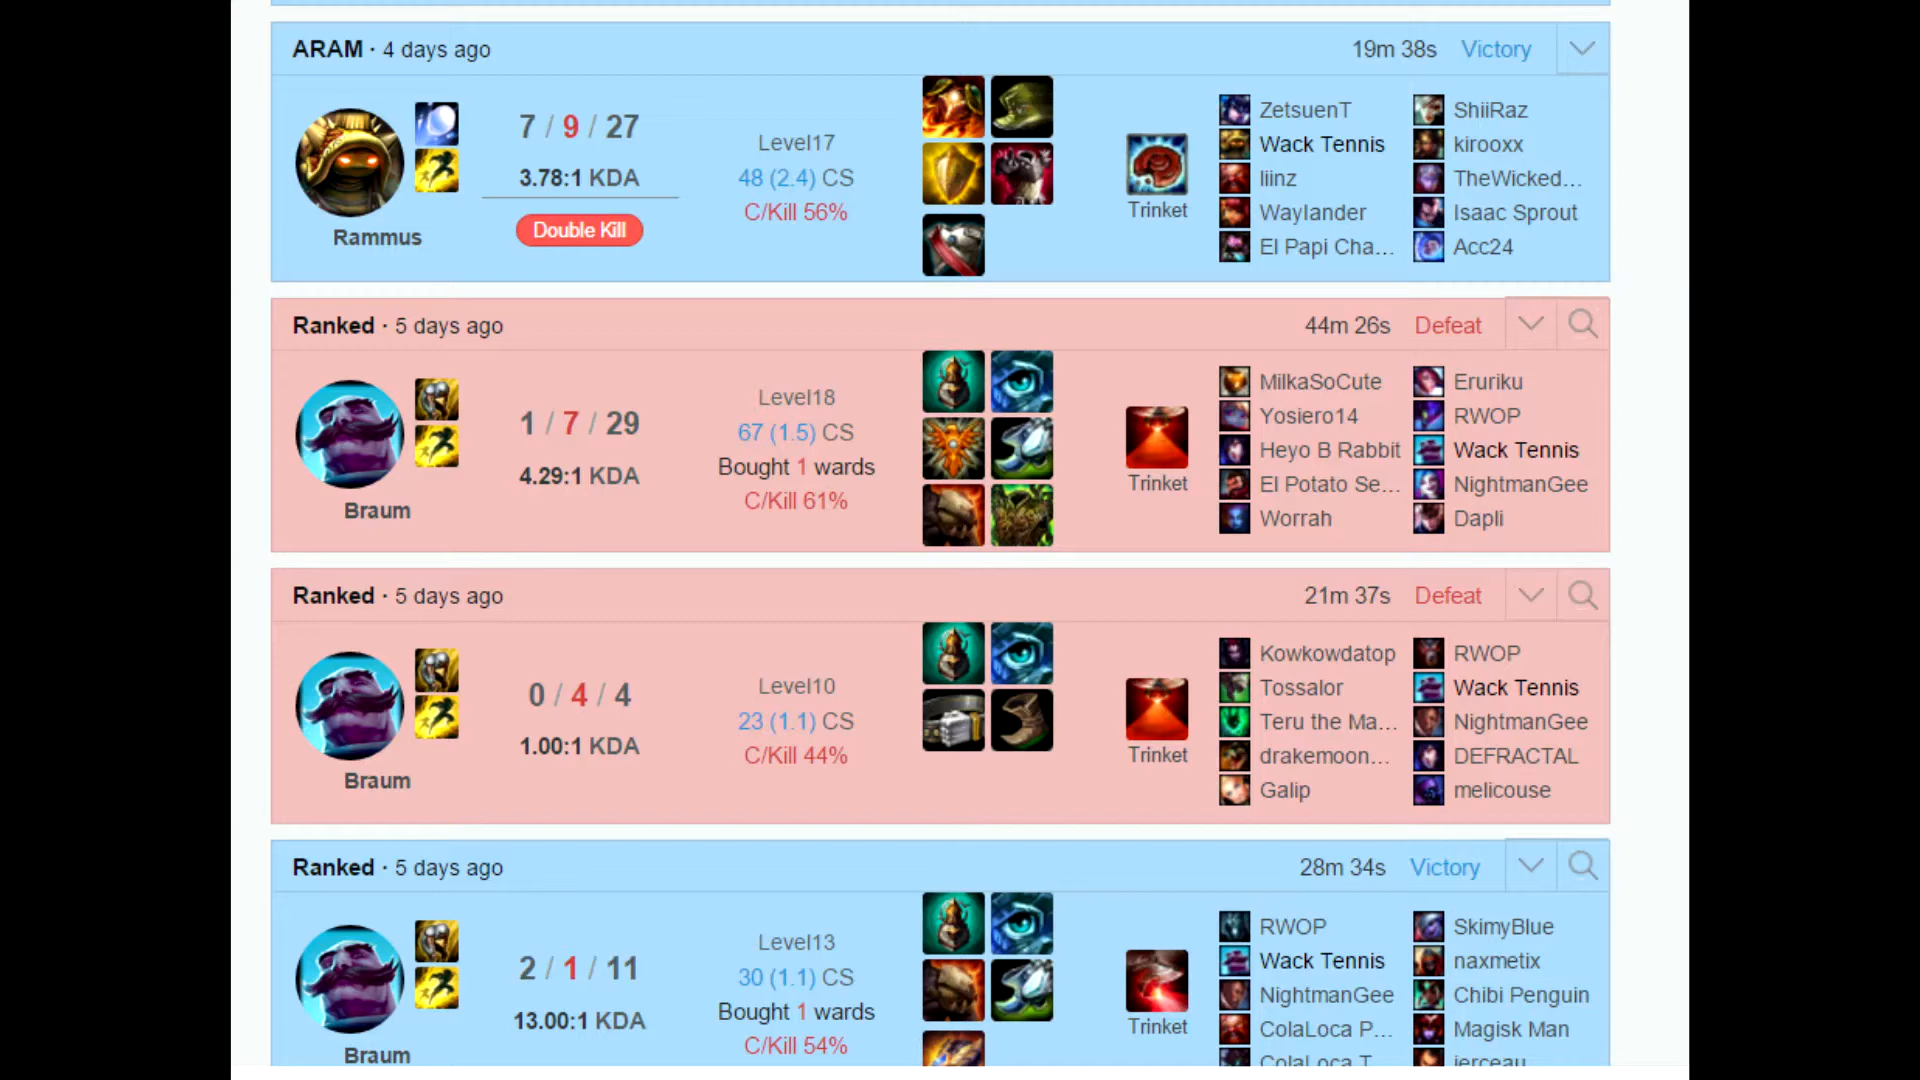 ARAM · 4 days ago
19m 38s Victory
7 / 9 / 27
3.78:1 KDA
Double Kill
Rammus
Level17
48 (2.4) CS
C/Kill 56%
Trinket
ZetsuenT
Wack Tennis
liinz
Waylander
El Papi Cha...
ShiiRaz
kirooxx
TheWicked...
Isaac Sprout
Acc24
Ranked · 5 days ago
44m 26s Defeat
1 / 7 / 29
4.29:1 KDA
Braum
Level18
67 (1.5) CS
Bought 1 wards
C/Kill 61%
Trinket
MilkaSoCute
Yosiero14
Heyo B Rabbit
El Potato Se...
Worrah
Eruriku
RWOP
Wack Tennis
NightmanGee
Dapli
Ranked · 5 days ago
21m 37s Defeat
0 / 4 / 4
1.00:1 KDA
Braum
Level10
23 (1.1) CS
C/Kill 44%
Trinket
Kowkowdatop
Tossalor
Teru the Ma...
drakemoon...
Galip
RWOP
Wack Tennis
NightmanGee
DEFRACTAL
melicouse
Ranked · 5 days ago
28m 34s Victory
2 / 1 / 11
13.00:1 KDA
Braum
Level13
30 (1.1) CS
Bought 1 wards
C/Kill 54%
Trinket
RWOP
Wack Tennis
NightmanGee
ColaLoca P...
ColaLoca T...
SkimyBlue
naxmetix
Chibi Penguin
Magisk Man